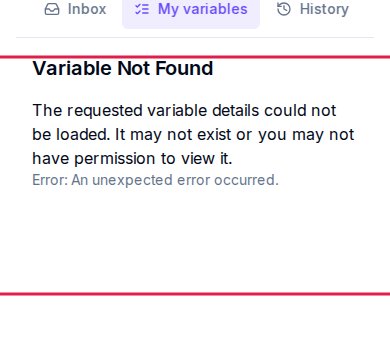 Inbox My variables History
Variable Not Found
The requested variable details could not
be loaded. It may not exist or you may not
have permission to view it.
Error: An unexpected error occurred.